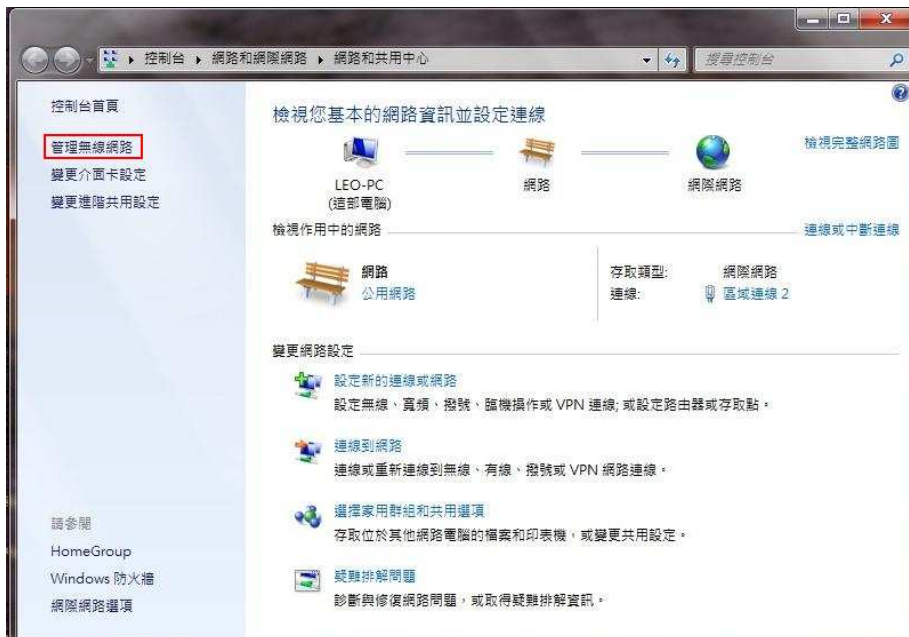 控制台 ▸ 網路和網際網路 ▸ 網路和共用中心
搜尋控制台
控制台首頁
管理無線網路
變更介面卡設定
變更進階共用設定
請參閱
HomeGroup
Windows 防火牆
網際網路選項
檢視您基本的網路資訊並設定連線
檢視完整網路圖
LEO-PC
(這部電腦)
網路
網際網路
檢視作用中的網路
連線或中斷連線
網路
公用網路
存取類型: 網際網路
連線: 區域連線 2
變更網路設定
設定新的連線或網路
設定無線、寬頻、撥號、臨機操作或 VPN 連線; 或設定路由器或存取點。
連線到網路
連線或重新連線到無線、有線、撥號或 VPN 網路連線。
選擇家用群組和共用選項
存取位於其他網路電腦的檔案和印表機，或變更共用設定。
疑難排解問題
診斷與修復網路問題，或取得疑難排解資訊。